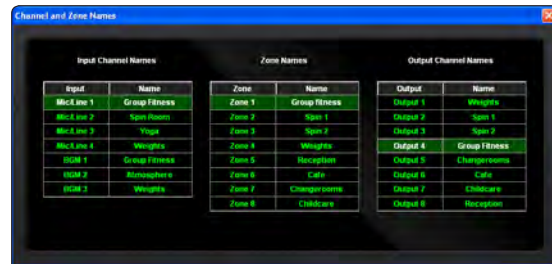 Channel and Zone Names
Input Channel Names
Input Name
Mic/Line 1 Group Fitness
Mic/Line 2 Spin Room
Mic/Line 3 Yoga
Mic/Line 4 Weights
BGM 1 Group Fitness
BGM 2 Atmosphere
BGM 3 Weights
Zone Names
Zone Name
Zone 1 Group fitness
Zone 2 Spin 1
Zone 3 Spin 2
Zone 4 Weights
Zone 5 Reception
Zone 6 Cafe
Zone 7 Changerooms
Zone 8 Childcare
Output Channel Names
Output Name
Output 1 Weights
Output 2 Spin 1
Output 3 Spin 2
Output 4 Group Fitness
Output 5 Changerooms
Output 6 Cafe
Output 7 Childcare
Output 8 Reception